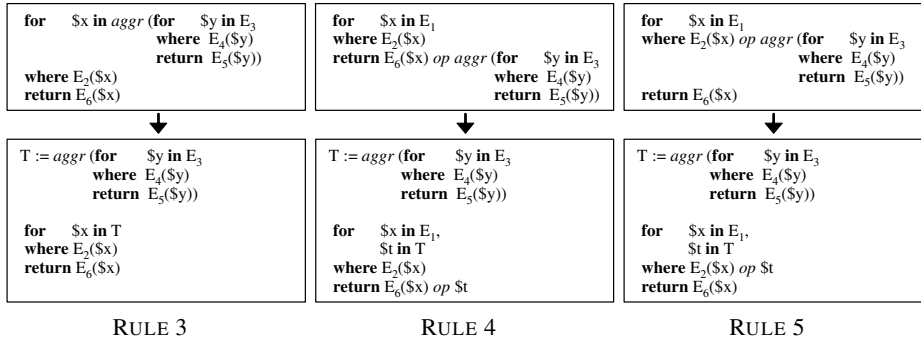 for $x in aggr (for $y in E3
where E4($y)
return E5($y))
where E2($x)
return E6($x)
for $x in E1
where E2($x)
return E6($x) op aggr (for $y in E3
where E4($y)
return E5($y))
for $x in E1
where E2($x) op aggr (for $y in E3
where E4($y)
return E5($y))
return E6($x)
T := aggr (for $y in E3
where E4($y)
return E5($y))
for $x in T
where E2($x)
return E6($x)
T := aggr (for $y in E3
where E4($y)
return E5($y))
for $x in E1,
$t in T
where E2($x)
return E6($x) op $t
T := aggr (for $y in E3
where E4($y)
return E5($y))
for $x in E1,
$t in T
where E2($x) op $t
return E6($x)
RULE 3
RULE 4
RULE 5